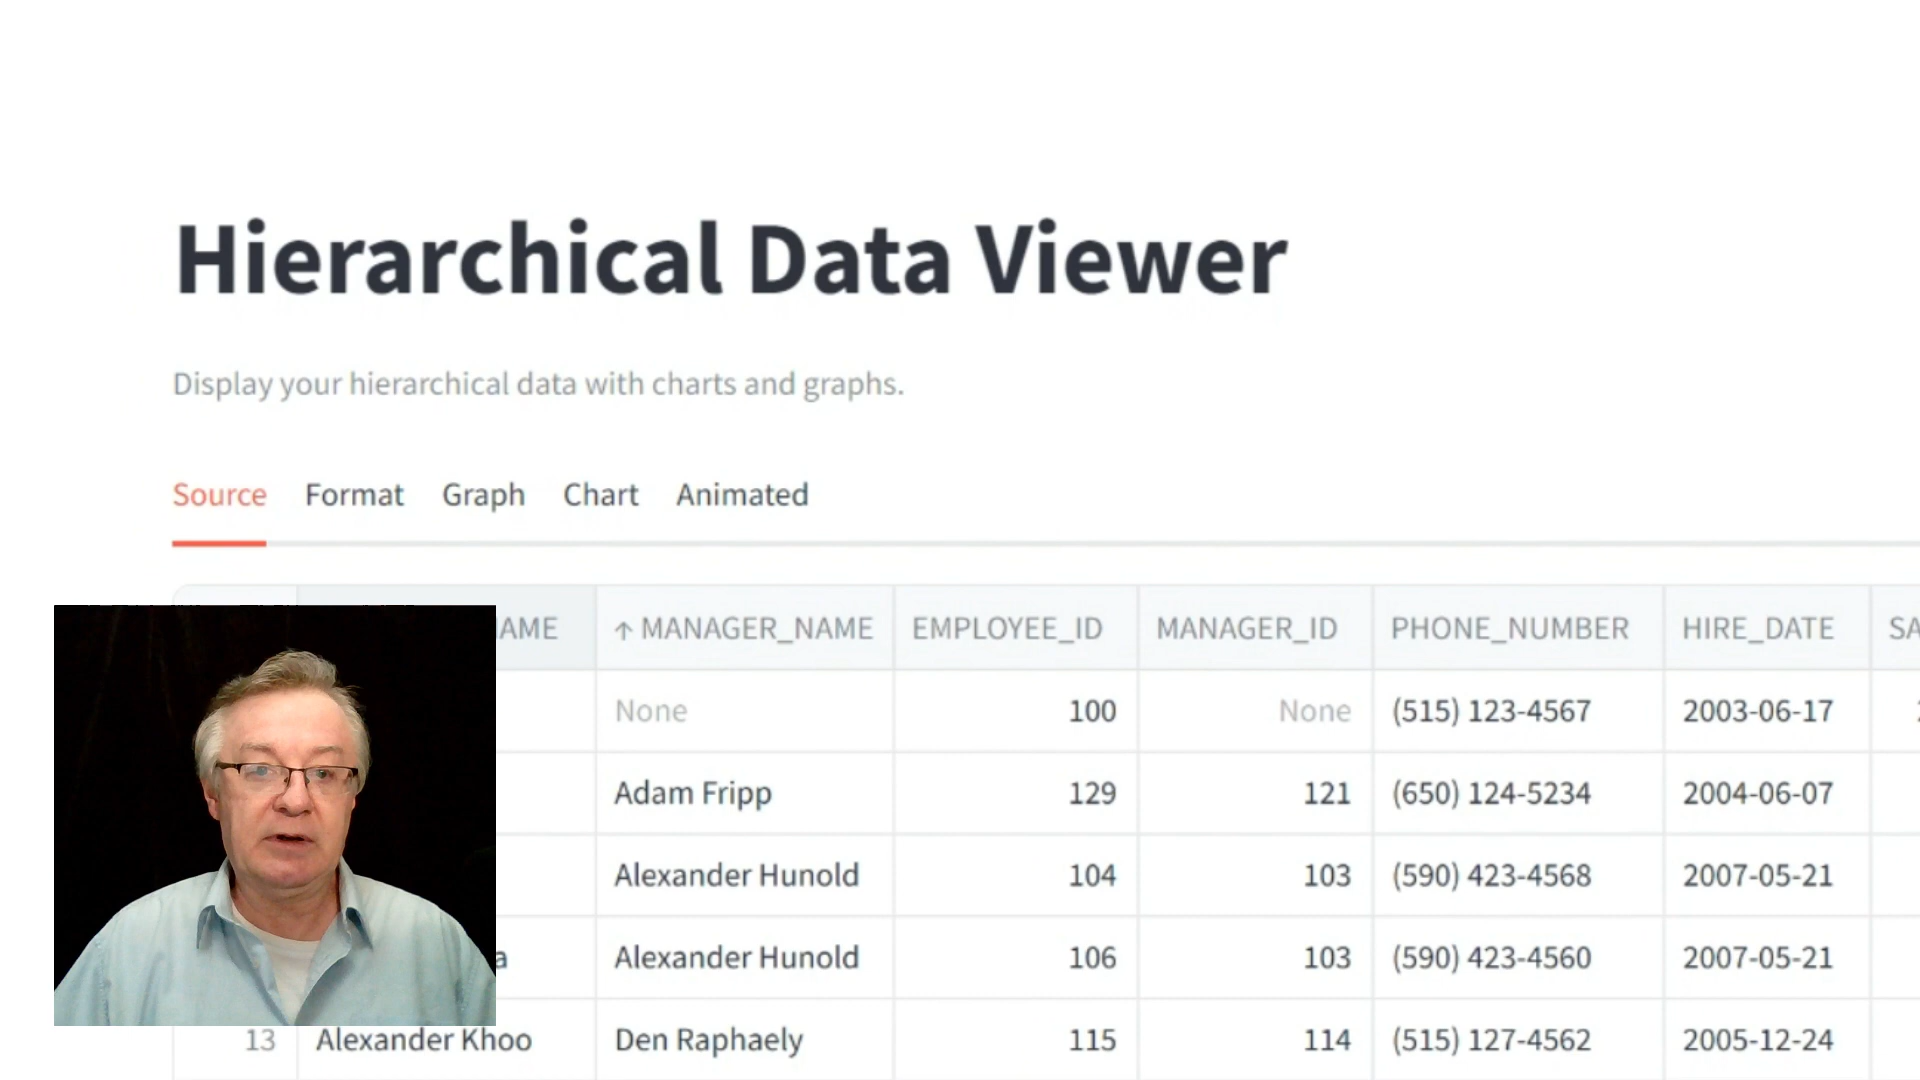 Hierarchical Data Viewer
Display your hierarchical data with charts and graphs.
Source Format Graph Chart Animated
↑ MANAGER_NAME EMPLOYEE_ID MANAGER_ID PHONE_NUMBER HIRE_DATE
None 100 None (515) 123-4567 2003-06-17
Adam Fripp 129 121 (650) 124-5234 2004-06-07
Alexander Hunold 104 103 (590) 423-4568 2007-05-21
Alexander Hunold 106 103 (590) 423-4560 2007-05-21
13 Alexander Khoo Den Raphaely 115 114 (515) 127-4562 2005-12-24